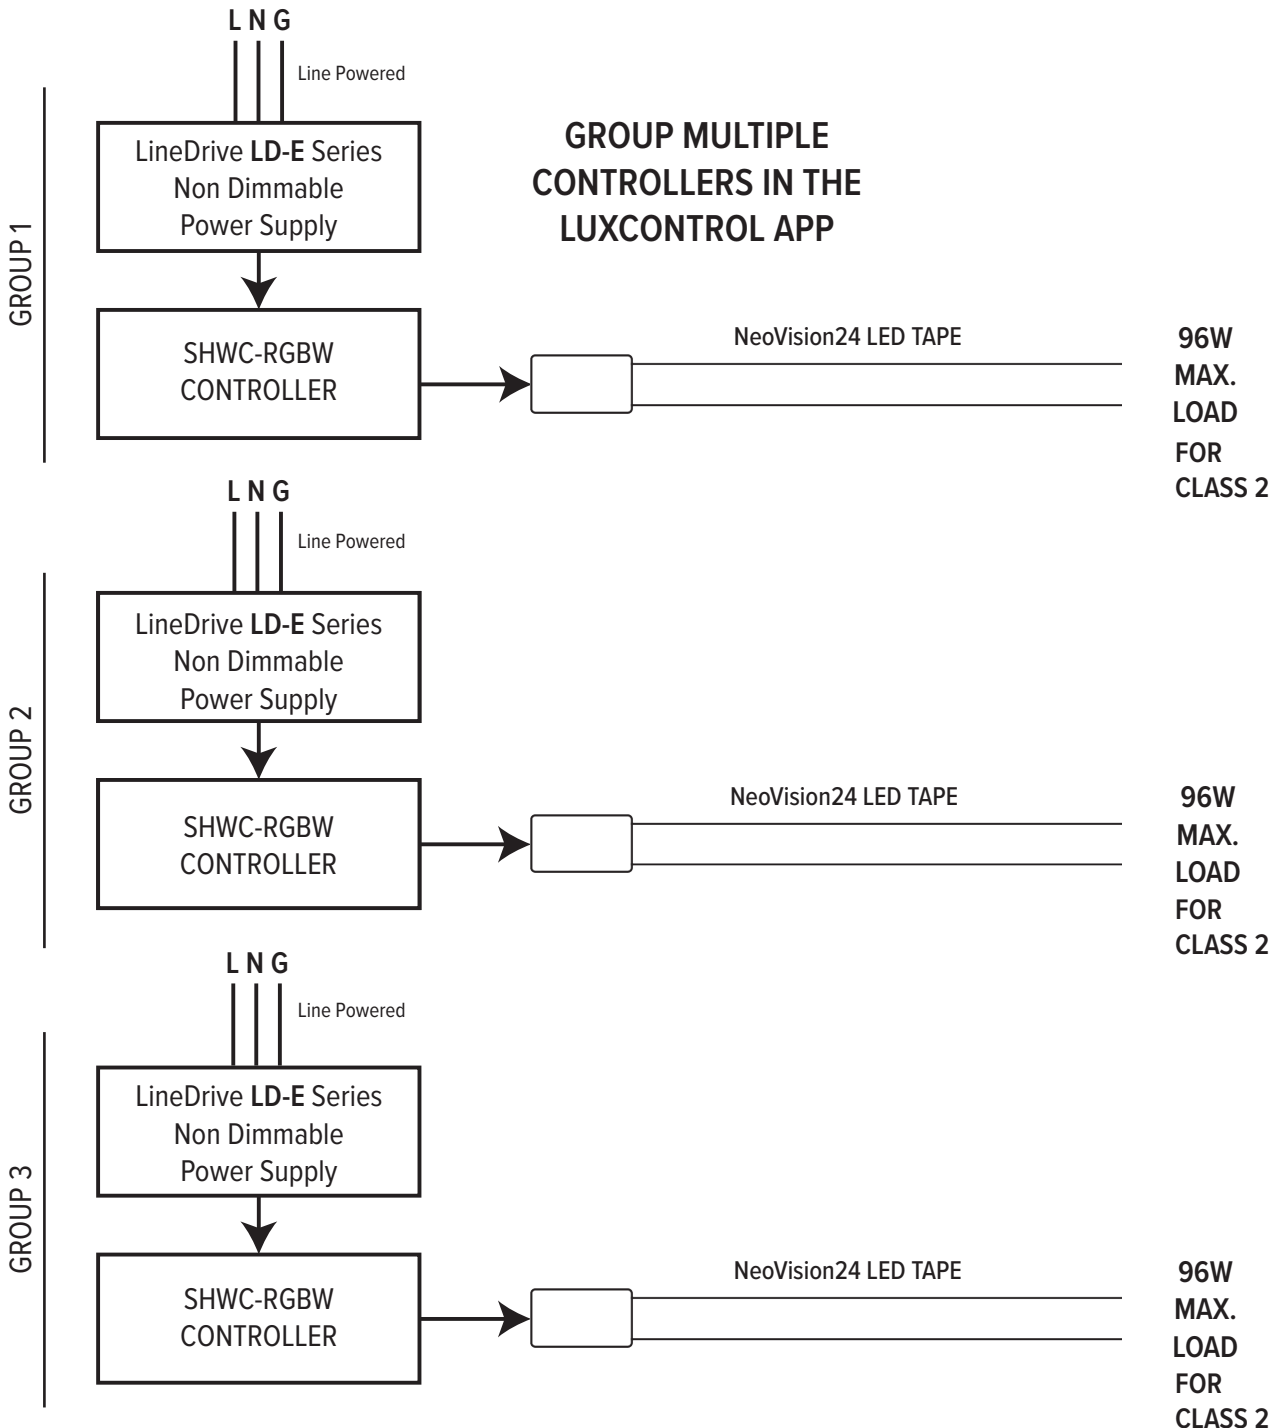 L N G
Line Powered
GROUP 1
LineDrive LD-E Series
Non Dimmable
Power Supply
GROUP MULTIPLE
CONTROLLERS IN THE
LUXCONTROL APP
SHWC-RGBW
CONTROLLER
NeoVision24 LED TAPE
96W
MAX.
LOAD
FOR
CLASS 2
L N G
Line Powered
GROUP 2
LineDrive LD-E Series
Non Dimmable
Power Supply
SHWC-RGBW
CONTROLLER
NeoVision24 LED TAPE
96W
MAX.
LOAD
FOR
CLASS 2
L N G
Line Powered
GROUP 3
LineDrive LD-E Series
Non Dimmable
Power Supply
SHWC-RGBW
CONTROLLER
NeoVision24 LED TAPE
96W
MAX.
LOAD
FOR
CLASS 2